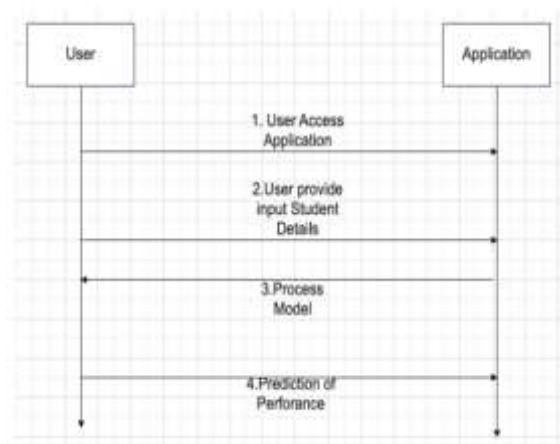 User
Application
1. User Access
Application
2.User provide
input Student
Details
3.Process
Model
4.Prediction of
Perforance